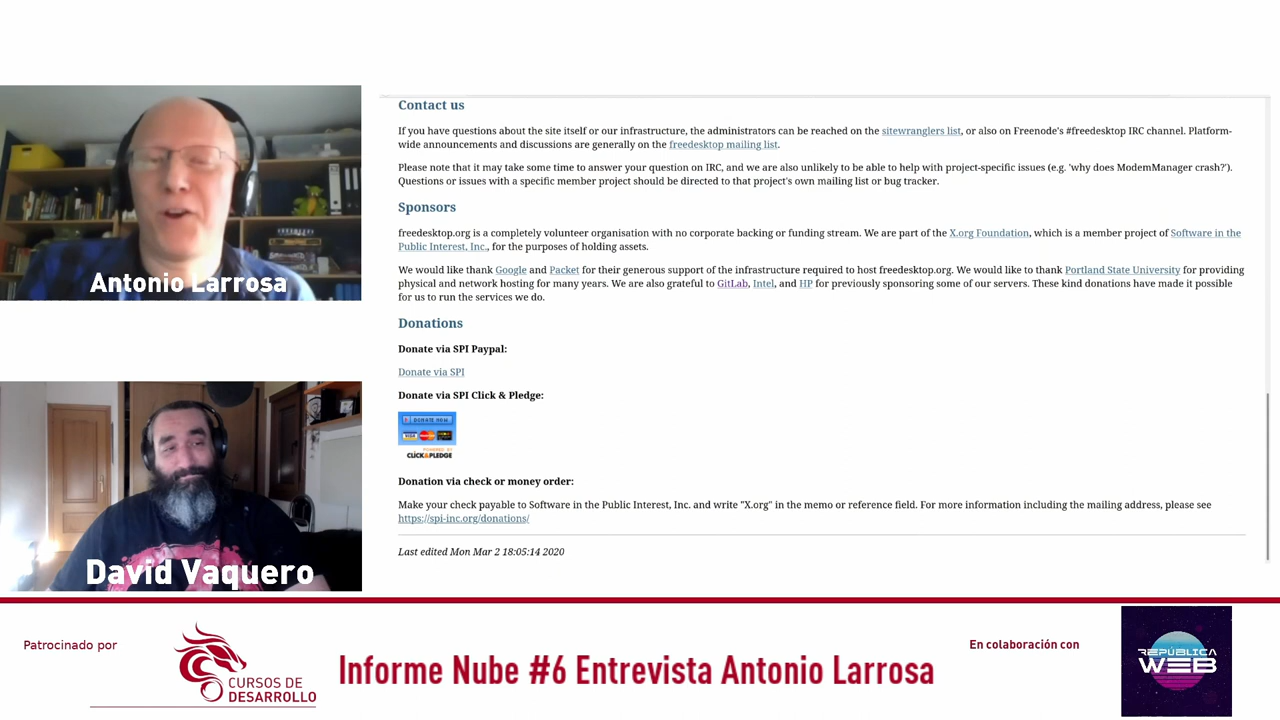 Antonio Larrosa
David Vaquero
Contact us
If you have questions about the site itself or our infrastructure, the administrators can be reached on the sitewranglers list, or also on Freenode's #freedesktop IRC channel. Platform-
wide announcements and discussions are generally on the freedesktop mailing list.
Please note that it may take some time to answer your question on IRC, and we are also unlikely to be able to help with project-specific issues (e.g. 'why does ModemManager crash?').
Questions or issues with a specific member project should be directed to that project's own mailing list or bug tracker.
Sponsors
freedesktop.org is a completely volunteer organisation with no corporate backing or funding stream. We are part of the X.org Foundation, which is a member project of Software in the
Public Interest, Inc., for the purposes of holding assets.
We would like thank Google and Packet for their generous support of the infrastructure required to host freedesktop.org. We would like to thank Portland State University for providing
physical and network hosting for many years. We are also grateful to GitLab, Intel, and HP for previously sponsoring some of our servers. These kind donations have made it possible
for us to run the services we do.
Donations
Donate via SPI Paypal:
Donate via SPI
Donate via SPI Click & Pledge:
DONATE NOW
VISA
POWERED BY
CLICK&PLEDGE
Donation via check or money order:
Make your check payable to Software in the Public Interest, Inc. and write "X.org" in the memo or reference field. For more information including the mailing address, please see
https://spi-inc.org/donations/
Last edited Mon Mar 2 18:05:14 2020
Patrocinado por
CURSOS DE
DESARROLLO
Informe Nube #6 Entrevista Antonio Larrosa
En colaboración con
REPÚBLICA
WEB